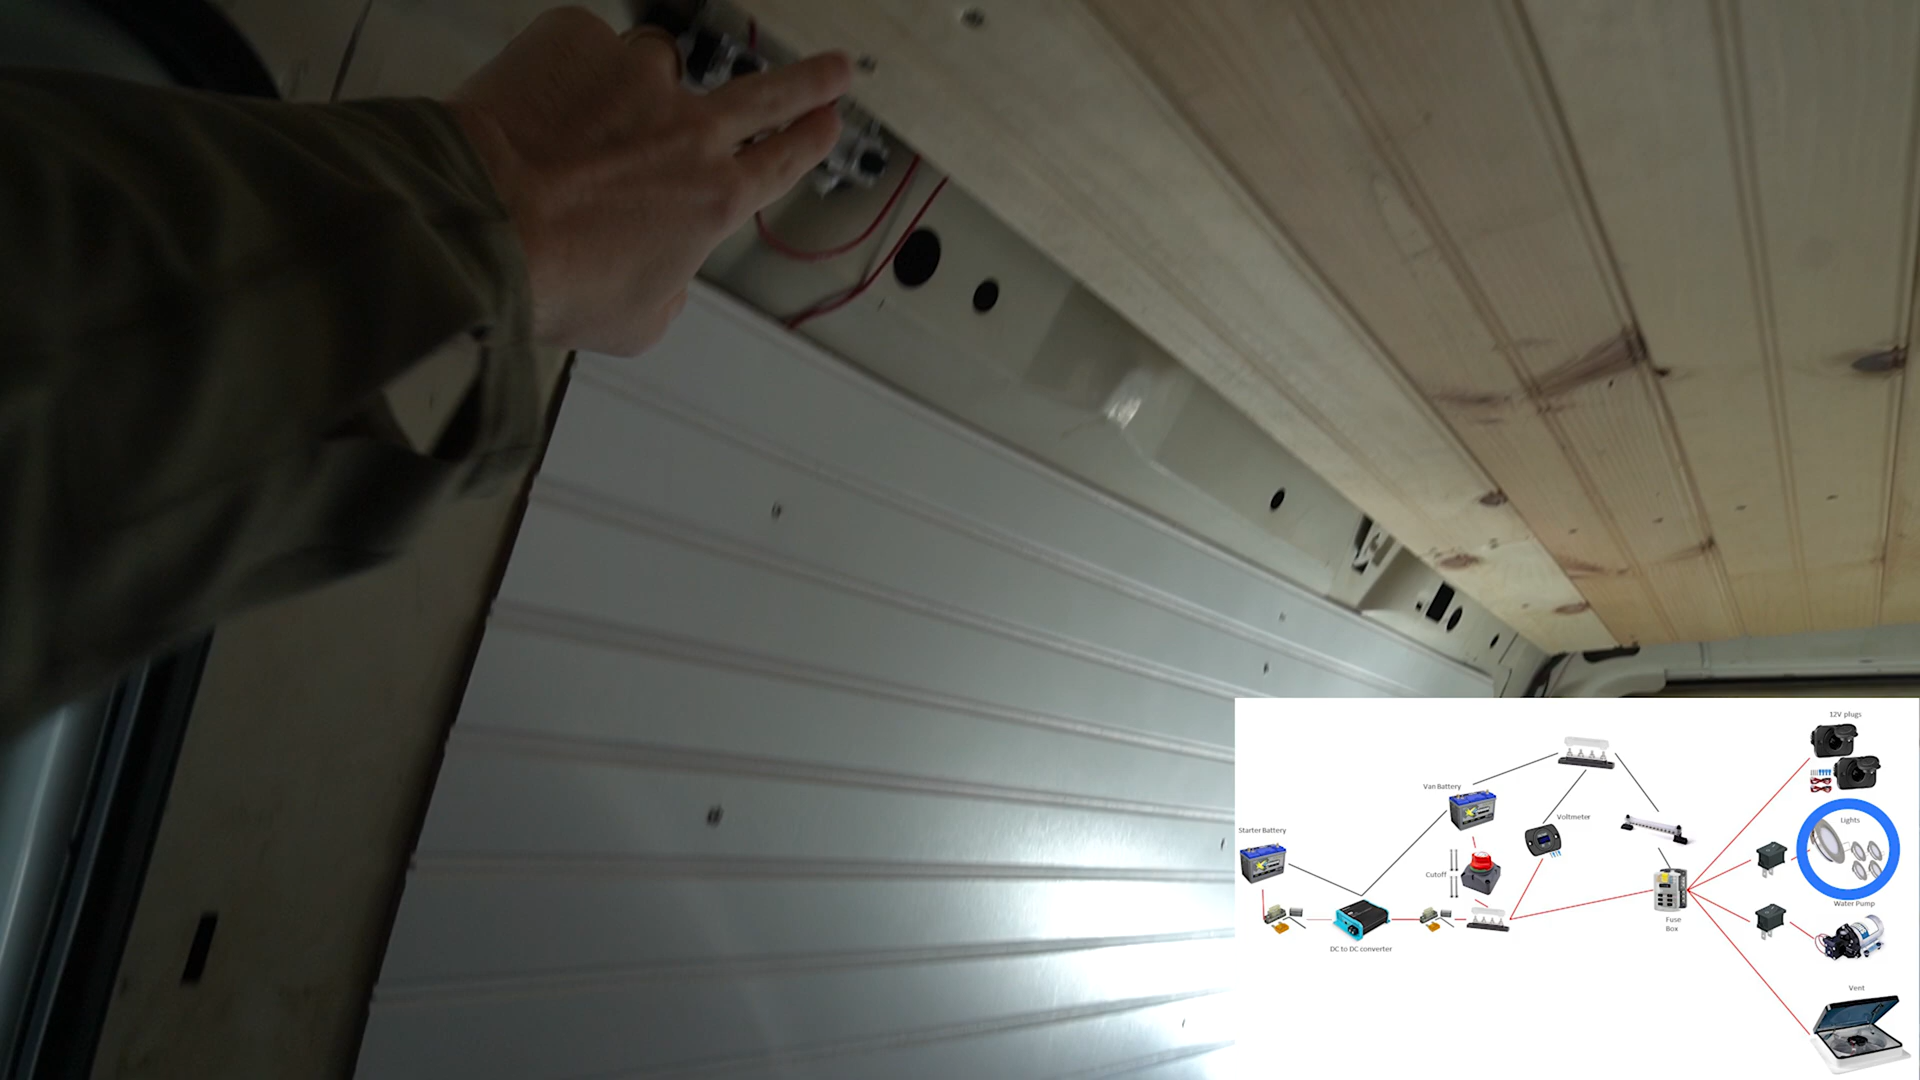 12V plugs
Van Battery
Lights
Voltmeter
Starter Battery
Cutoff
Water Pump
Fuse
Box
DC to DC converter
Vent